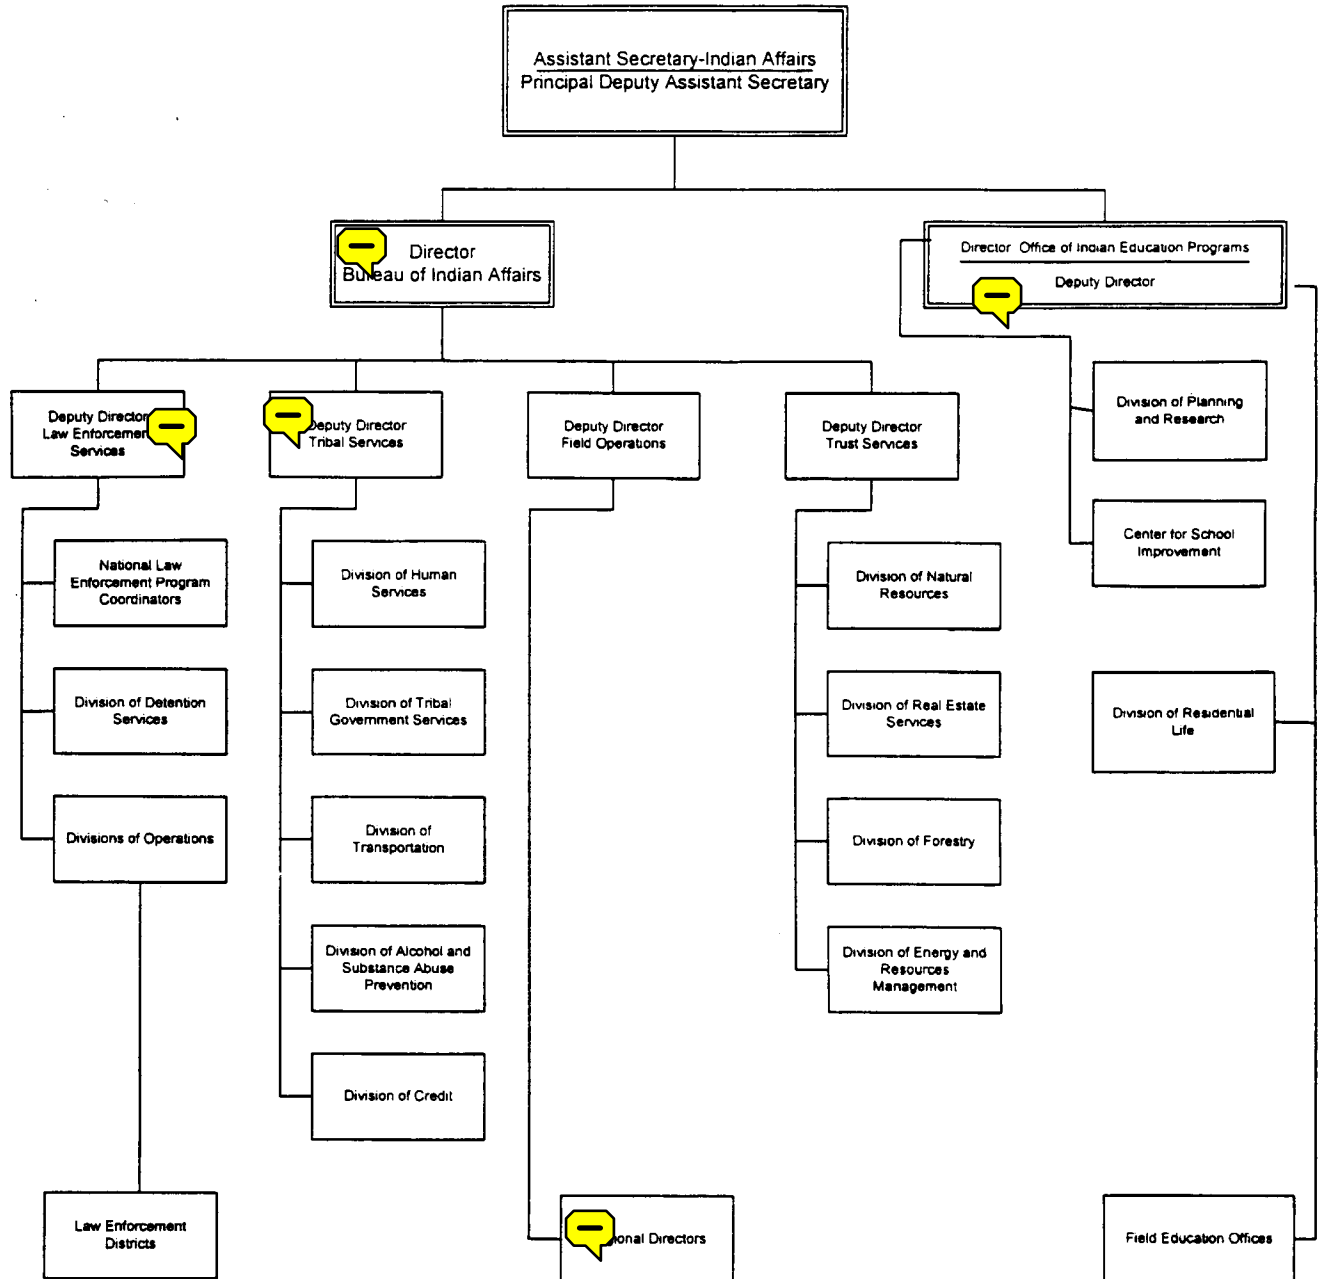 Assistant Secretary-Indian Affairs
Principal Deputy Assistant Secretary
Director
Bureau of Indian Affairs
Director Office of Indian Education Programs
Deputy Director
Deputy Director
Law Enforcement
Services
Deputy Director
Tribal Services
Deputy Director
Field Operations
Deputy Director
Trust Services
Division of Planning
and Research
Center for School
Improvement
National Law
Enforcement Program
Coordinators
Division of Human
Services
Division of Natural
Resources
Division of Detention
Services
Division of Tribal
Government Services
Division of Real Estate
Services
Division of Residential
Life
Divisions of Operations
Division of
Transportation
Division of Forestry
Division of Alcohol and
Substance Abuse
Prevention
Division of Energy and
Resources
Management
Division of Credit
Law Enforcement
Districts
Directors
Field Education Offices